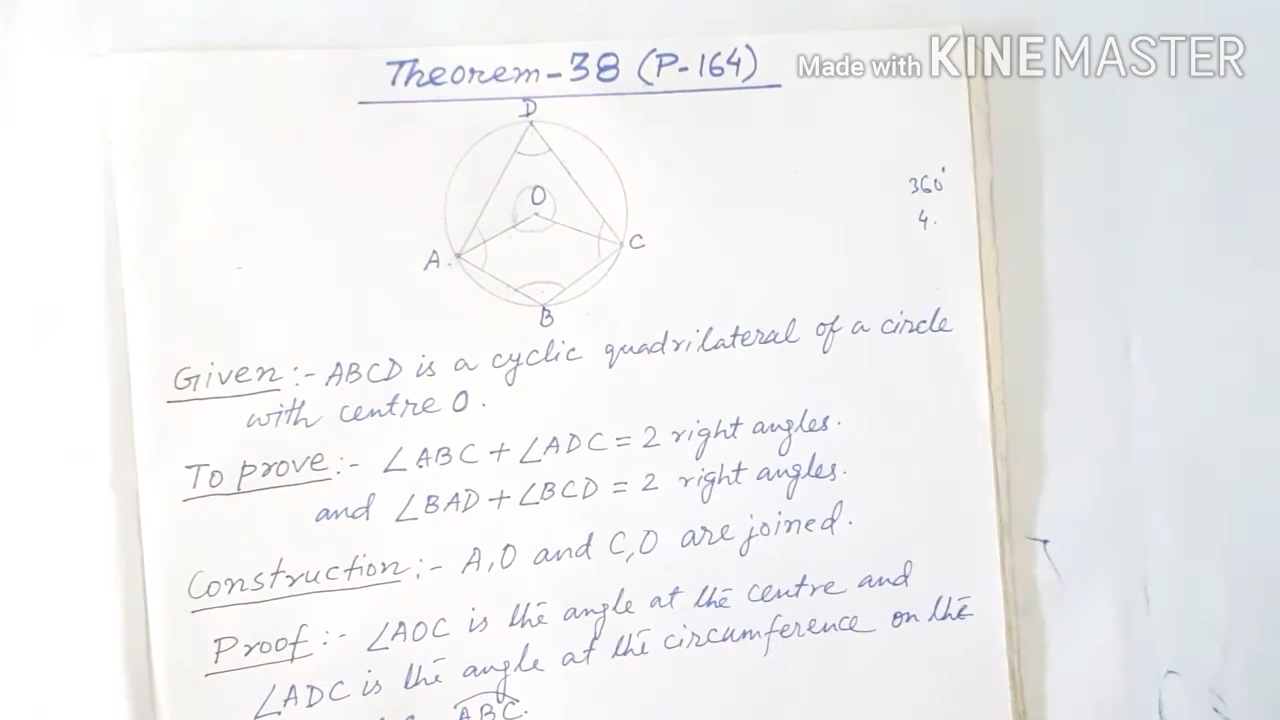 Theorem-38 (P-164)
Made with KINEMASTER
D
360°
4.
O
A.
C
B
Given:- ABCD is a cyclic quadrilateral of a circle
with centre O.
To prove:- ∠ABC + ∠ADC = 2 right angles.
and ∠BAD + ∠BCD = 2 right angles.
Construction:- A,O and C,O are joined.
Proof:- ∠AOC is the angle at the centre and
∠ADC is the angle at the circumference on the
ABC.